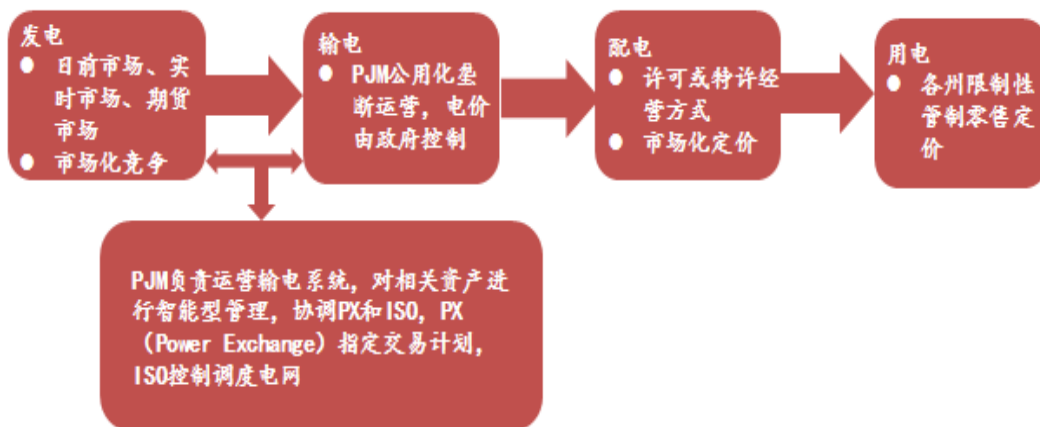 发电
● 日前市场、实
时市场、期货
市场
● 市场化竞争
输电
● PJM公用化垄
断运营，电价
由政府控制
配电
● 许可或特许经
营方式
● 市场化定价
用电
● 各州限制性
管制零售定
价
PJM负责运营输电系统，对相关资产进
行智能型管理，协调PX和ISO，PX
（Power Exchange）指定交易计划，
ISO控制调度电网